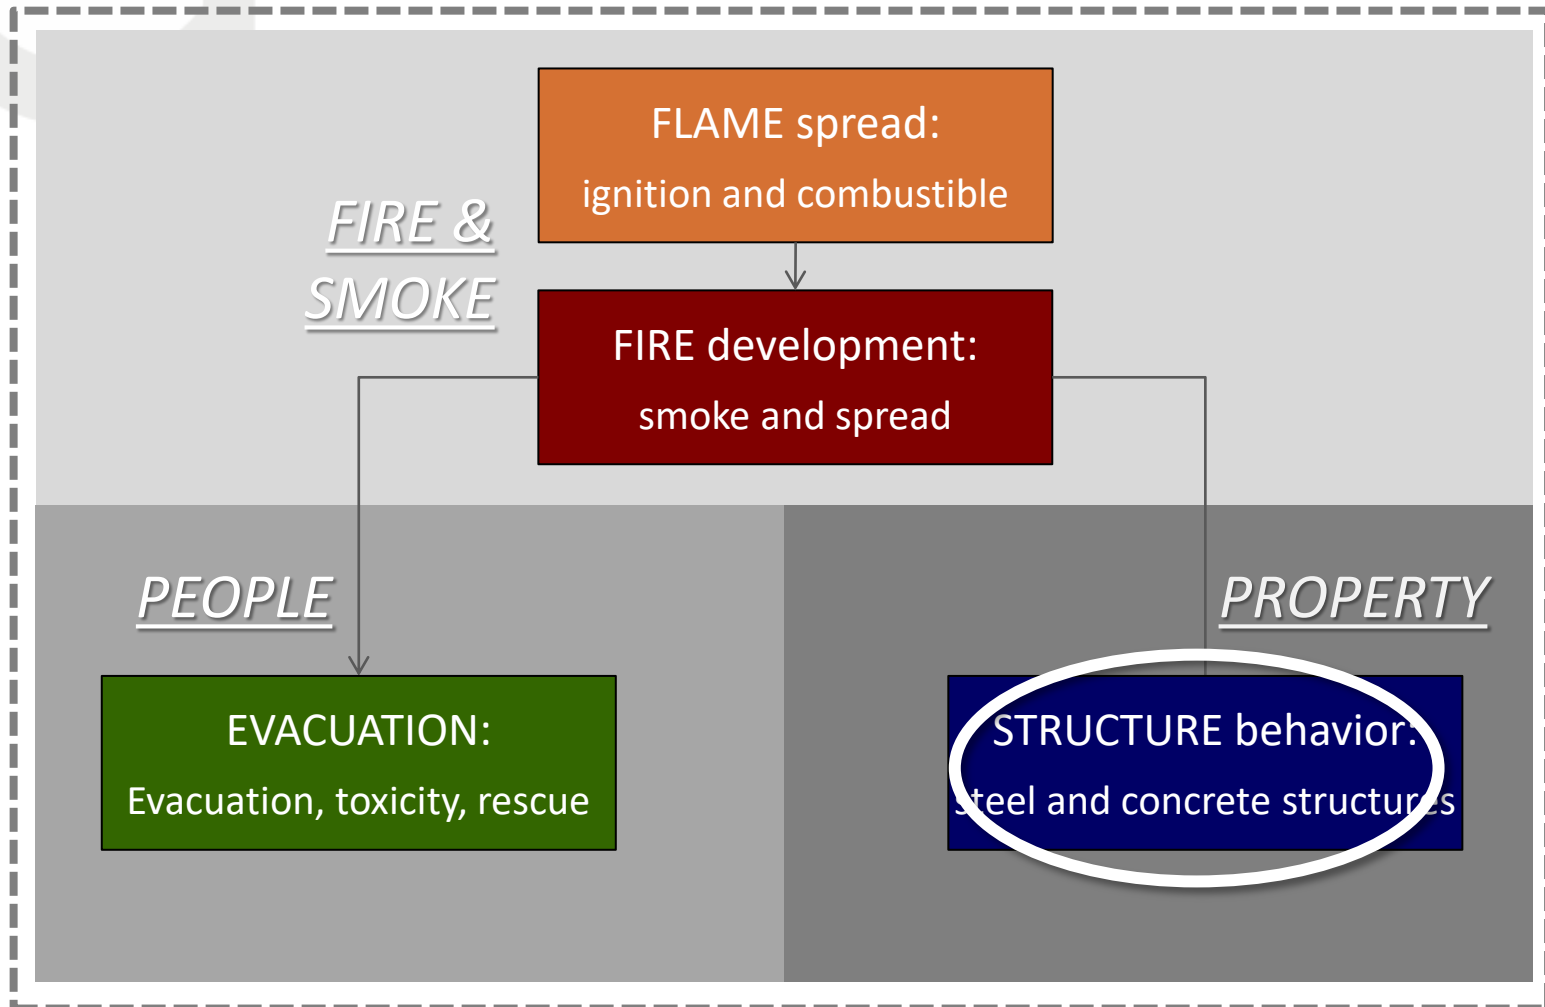 FLAME spread:
ignition and combustible
FIRE &
SMOKE
FIRE development:
smoke and spread
PEOPLE
PROPERTY
EVACUATION:
Evacuation, toxicity, rescue
STRUCTURE behavior:
steel and concrete structures